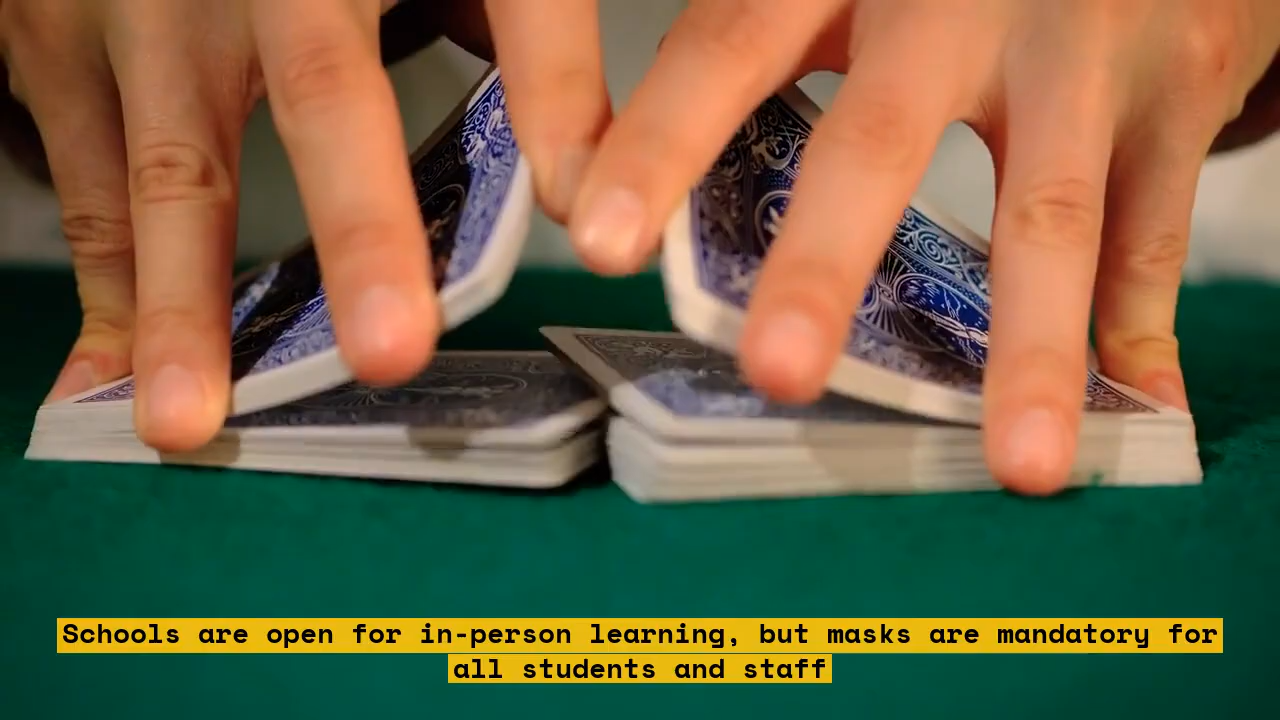 Schools are open for in-person learning, but masks are mandatory for
all students and staff